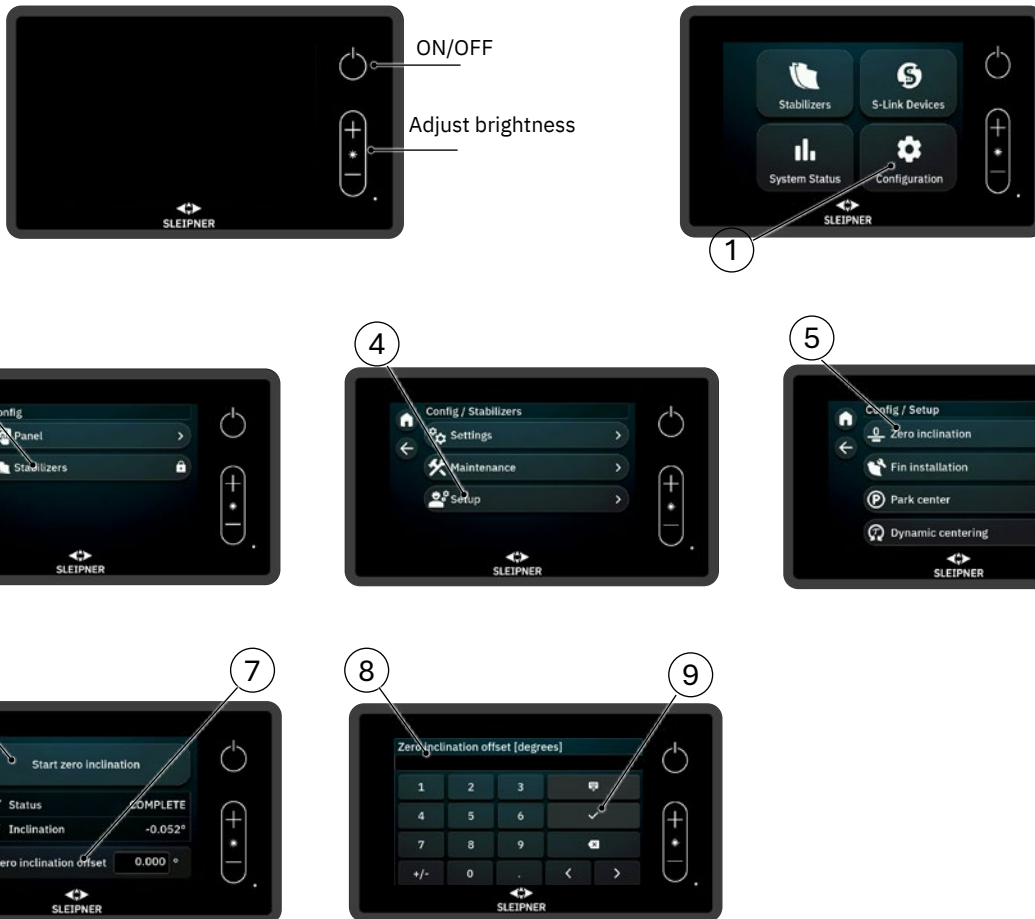 ON/OFF
Adjust brightness
SLEIPNER
Stabilizers
S-Link Devices
System Status
Configuration
SLEIPNER
1
Panel
Stabilizers
SLEIPNER
4
Config / Stabilizers
Settings
Maintenance
Setup
SLEIPNER
5
Config / Setup
Zero inclination
Fin installation
Park center
Dynamic centering
SLEIPNER
7
Start zero inclination
Status COMPLETE
Inclination -0.052°
inclination offset 0.000 °
SLEIPNER
8
9
Zero inclination offset [degrees]
1 2 3
4 5 6
7 8 9
+/- 0 .
SLEIPNER